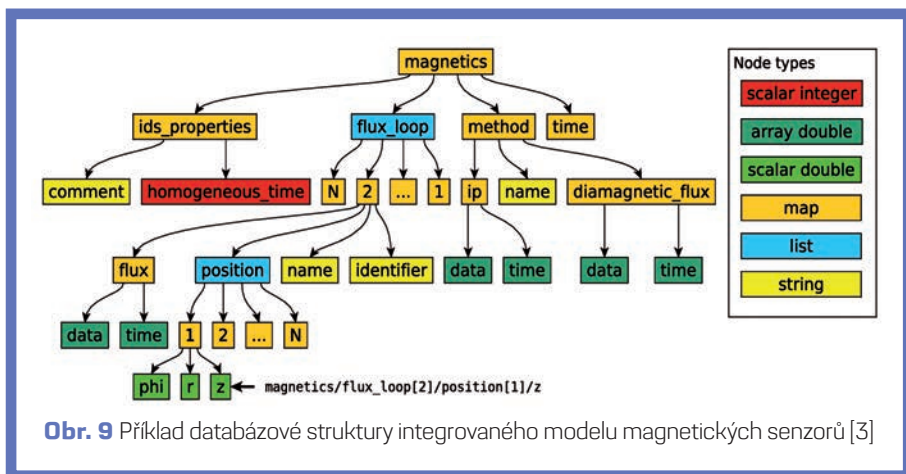 magnetics
ids_properties flux_loop method time
comment homogeneous_time N 2 ... 1 ip name diamagnetic_flux
flux position name identifier data time data time
data time 1 2 ... N
phi r z magnetics/flux_loop[2]/position[1]/z
Node types
scalar integer
array double
scalar double
map
list
string
Obr. 9 Příklad databázové struktury integrovaného modelu magnetických senzorů [3]